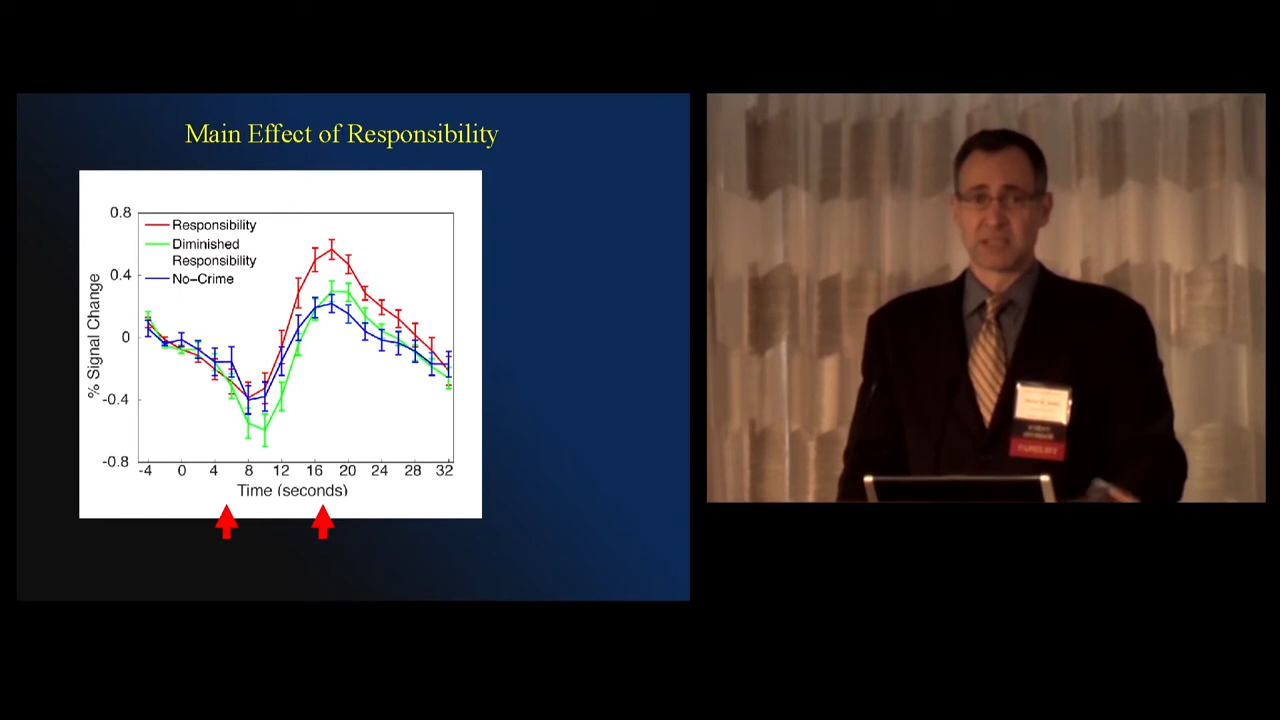 Main Effect of Responsibility
0.8
0.4
0
-0.4
-0.8
% Signal Change
Responsibility
Diminished
Responsibility
No-Crime
-4 0 4 8 12 16 20 24 28 32
Time (seconds)